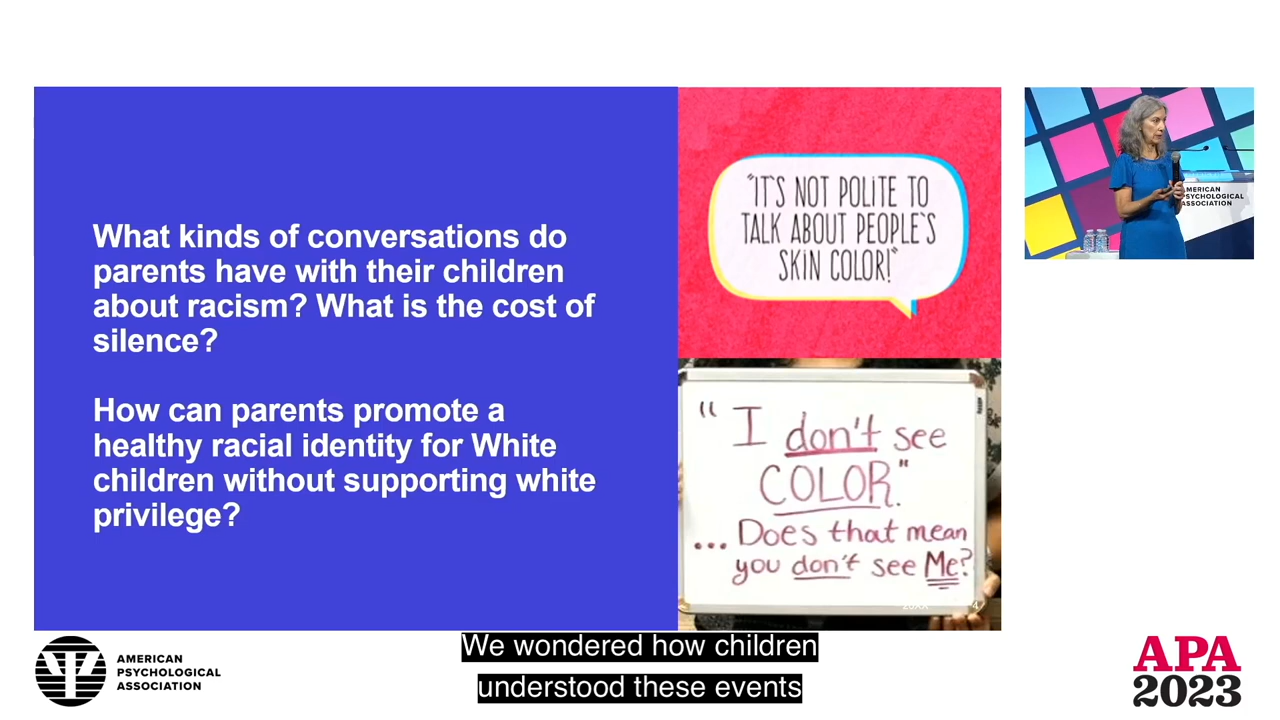 What kinds of conversations do
parents have with their children
about racism? What is the cost of
silence?
How can parents promote a
healthy racial identity for White
children without supporting white
privilege?
"IT'S NOT POLITE TO
TALK ABOUT PEOPLE'S
SKIN COLOR!"
"I don't see
COLOR."
...Does that mean
you don't see Me?
20XX 4
AMERICAN
PSYCHOLOGICAL
ASSOCIATION
We wondered how children
understood these events
AMERICAN
PSYCHOLOGICAL
ASSOCIATION
APA
2023